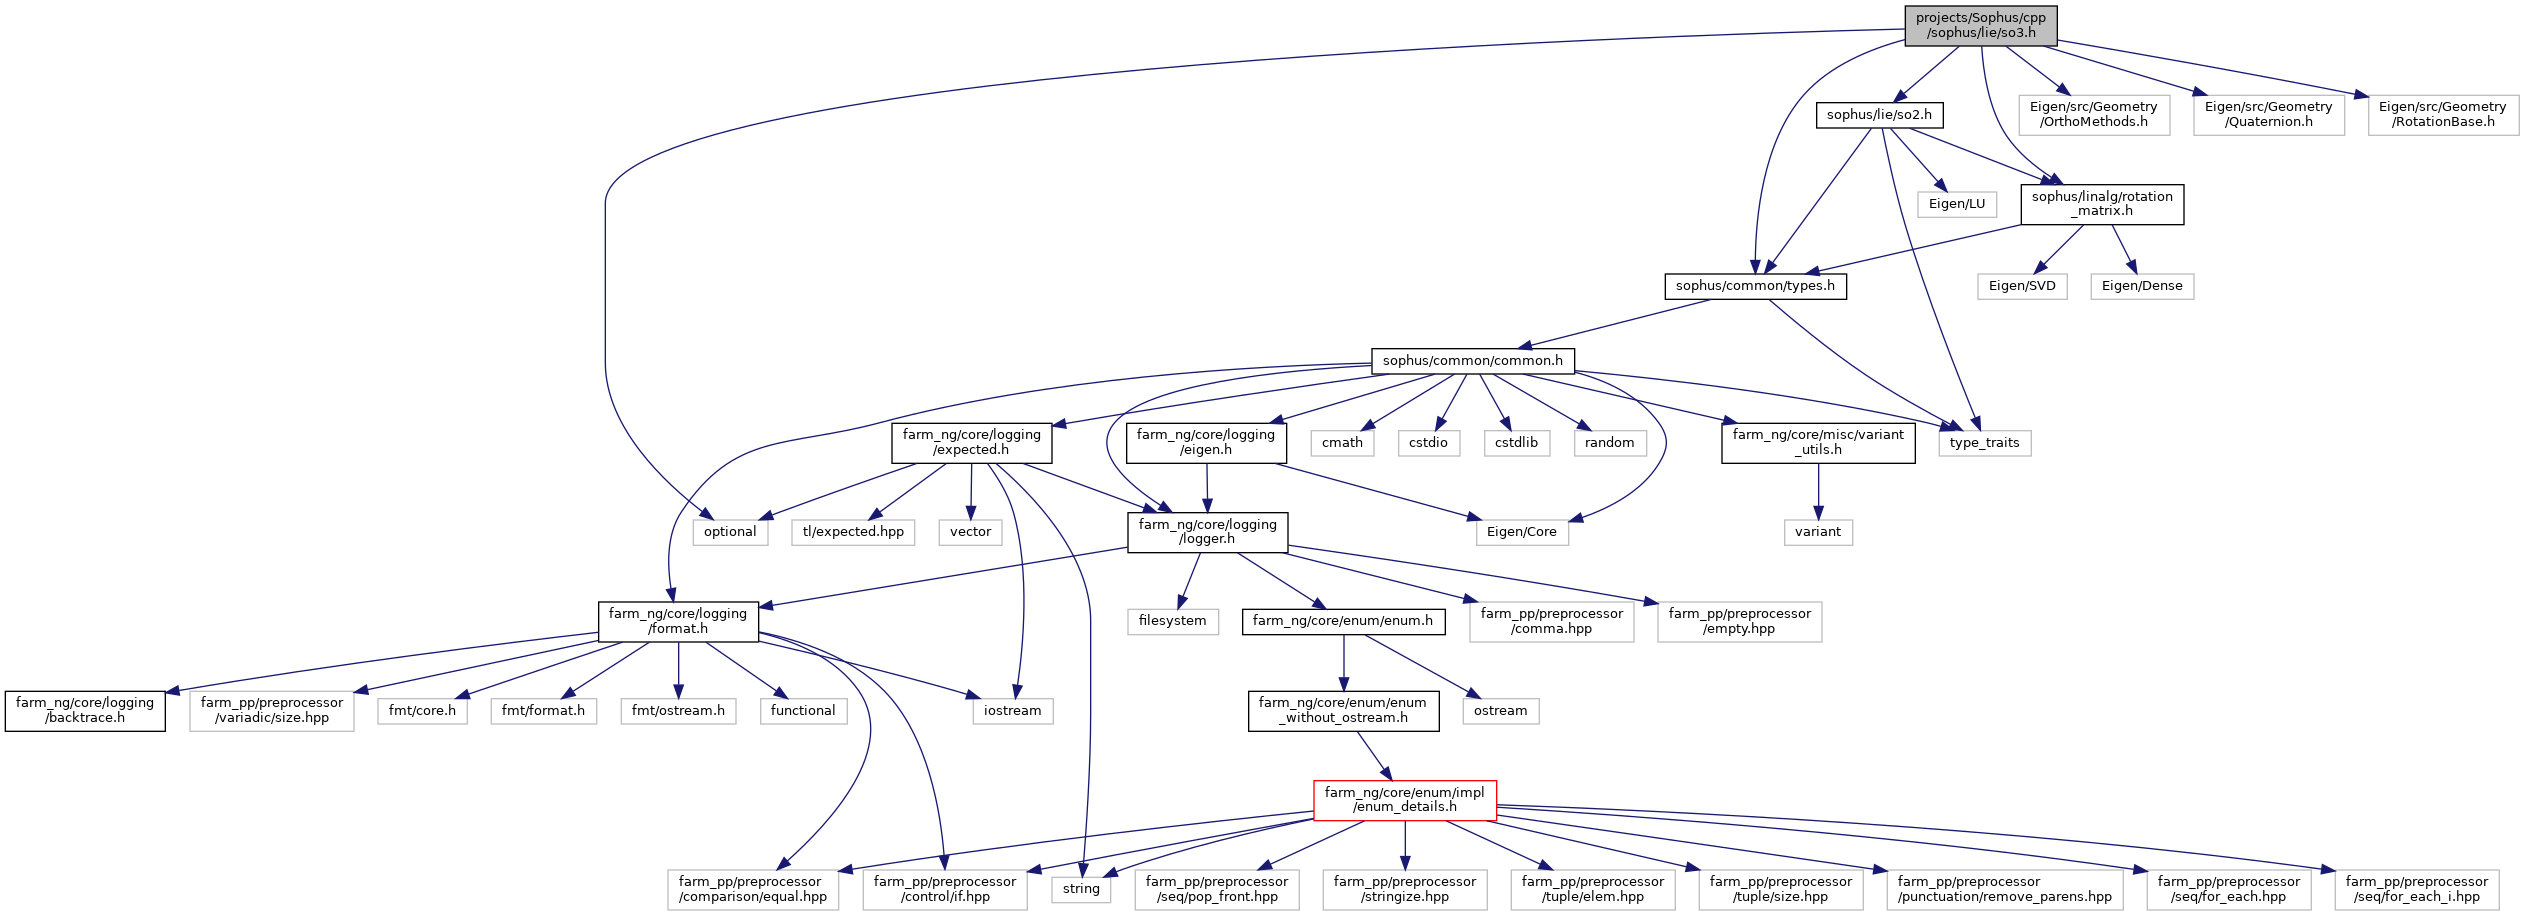 projects/Sophus/cpp
/sophus/lie/so3.h
sophus/lie/so2.h
Eigen/src/Geometry
/OrthoMethods.h
Eigen/src/Geometry
/Quaternion.h
Eigen/src/Geometry
/RotationBase.h
Eigen/LU
sophus/linalg/rotation
_matrix.h
sophus/common/types.h
Eigen/SVD
Eigen/Dense
sophus/common/common.h
farm_ng/core/logging
/expected.h
farm_ng/core/logging
/eigen.h
cmath
cstdio
cstdlib
random
farm_ng/core/misc/variant
_utils.h
type_traits
optional
tl/expected.hpp
vector
farm_ng/core/logging
/logger.h
Eigen/Core
variant
farm_ng/core/logging
/format.h
filesystem
farm_ng/core/enum/enum.h
farm_pp/preprocessor
/comma.hpp
farm_pp/preprocessor
/empty.hpp
farm_ng/core/logging
/backtrace.h
farm_pp/preprocessor
/variadic/size.hpp
fmt/core.h
fmt/format.h
fmt/ostream.h
functional
iostream
farm_ng/core/enum/enum
_without_ostream.h
ostream
farm_ng/core/enum/impl
/enum_details.h
farm_pp/preprocessor
/comparison/equal.hpp
farm_pp/preprocessor
/control/if.hpp
string
farm_pp/preprocessor
/seq/pop_front.hpp
farm_pp/preprocessor
/stringize.hpp
farm_pp/preprocessor
/tuple/elem.hpp
farm_pp/preprocessor
/tuple/size.hpp
farm_pp/preprocessor
/punctuation/remove_parens.hpp
farm_pp/preprocessor
/seq/for_each.hpp
farm_pp/preprocessor
/seq/for_each_i.hpp